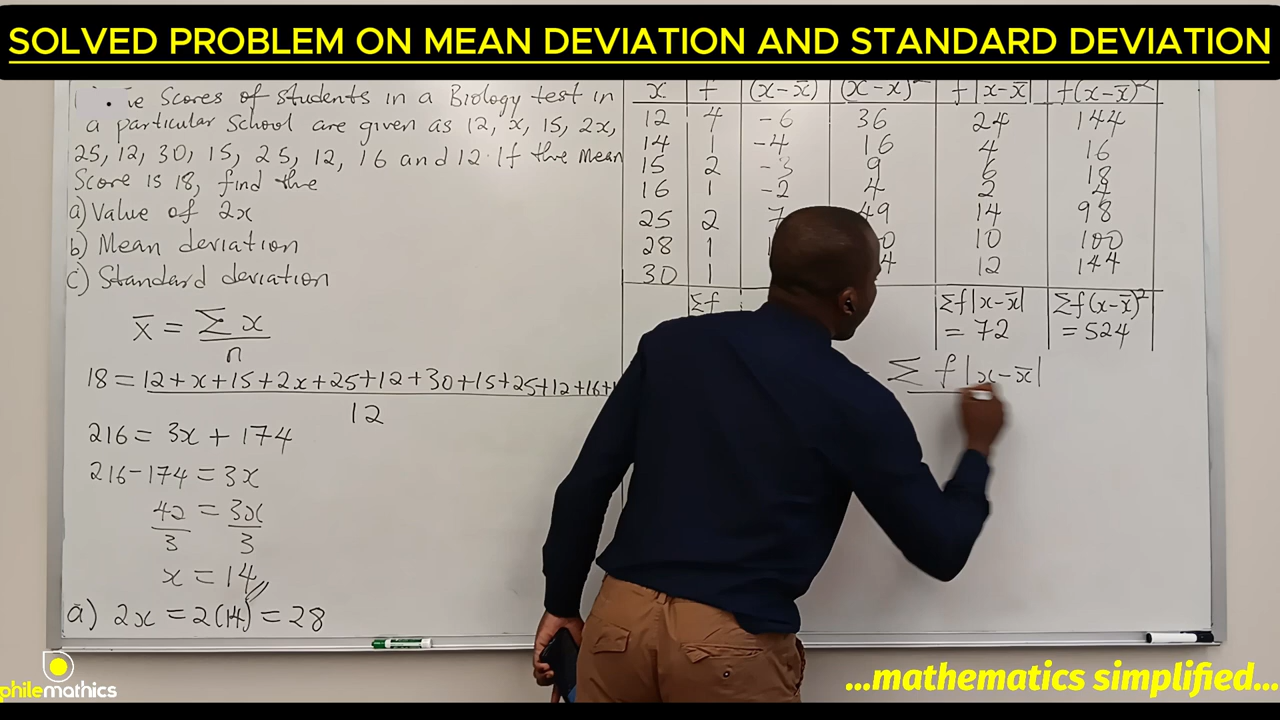 SOLVED PROBLEM ON MEAN DEVIATION AND STANDARD DEVIATION
Scores of students in a Biology test in
a particular School are given as 12, x, 15, 2x,
25, 12, 30, 15, 25, 12, 16 and 12. If the Mean
Score is 18, find the
a) Value of 2x
b) Mean deviation
c) Standard deviation
x̄ = Σx
n
18 = 12+x+15+2x+25+12+30+15+25+12+16+
12
216 = 3x + 174
216-174 = 3x
42 = 3x
3 3
x = 14
a) 2x = 2(14) = 28
x f (x-x̄) (x-x̄)² f|x-x̄| f(x-x̄)²
12 4 -6 36 24 144
14 1 -4 16 4 16
15 2 -3 9 6 18
16 1 -2 4 2 4
25 2 7 49 14 98
28 1 10 100
30 1 12 144
Σf Σf|x-x̄| Σf(x-x̄)²
= 72 = 524
Σ f|x-x̄|
philemathics
...mathematics simplified...